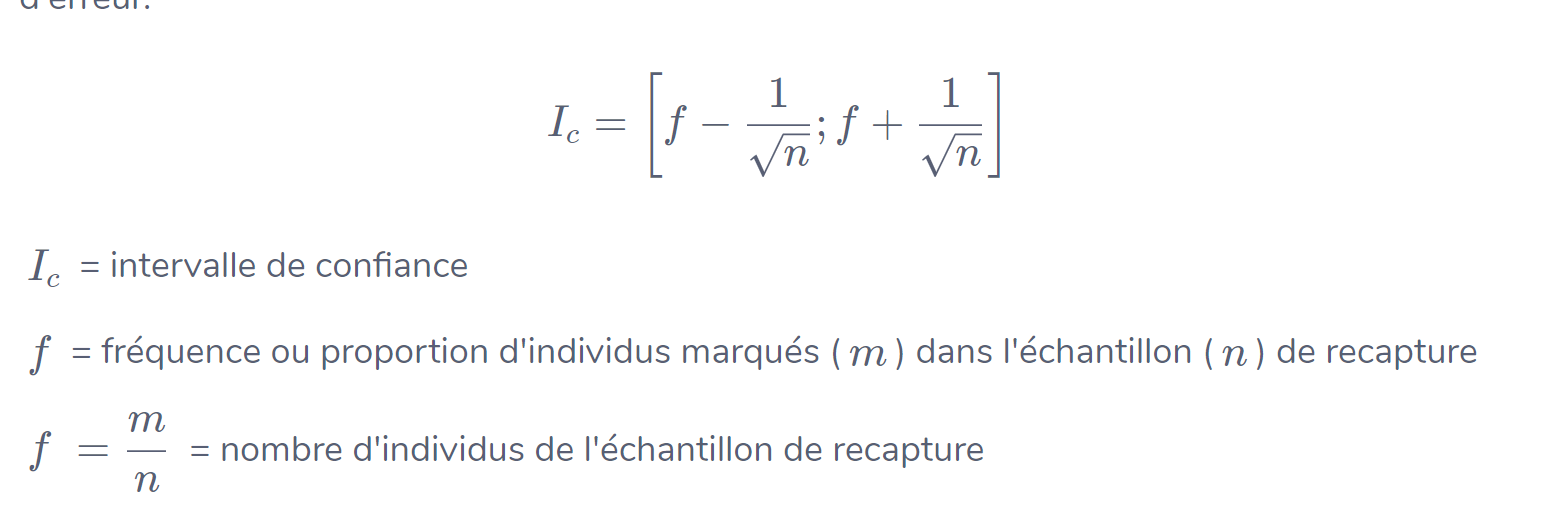 d'erreur.
I_c = [f − 1/√n ; f + 1/√n]
I_c = intervalle de confiance
f = fréquence ou proportion d'individus marqués ( m ) dans l'échantillon ( n ) de recapture
f = m/n = nombre d'individus de l'échantillon de recapture